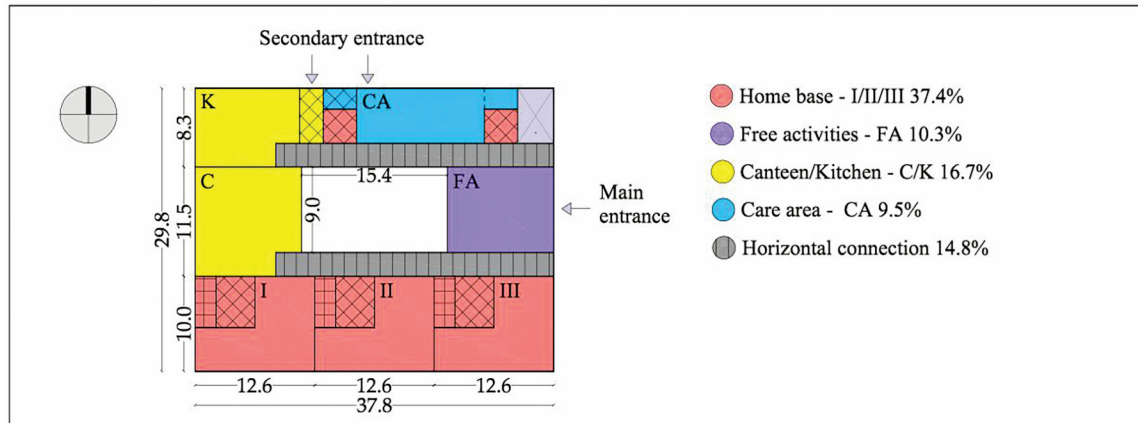 Secondary entrance
K
CA
8.3
15.4
C
FA
9.0
11.5
29.8
Main
entrance
I
II
III
10.0
12.6
12.6
12.6
37.8
Home base - I/II/III 37.4%
Free activities - FA 10.3%
Canteen/Kitchen - C/K 16.7%
Care area - CA 9.5%
Horizontal connection 14.8%